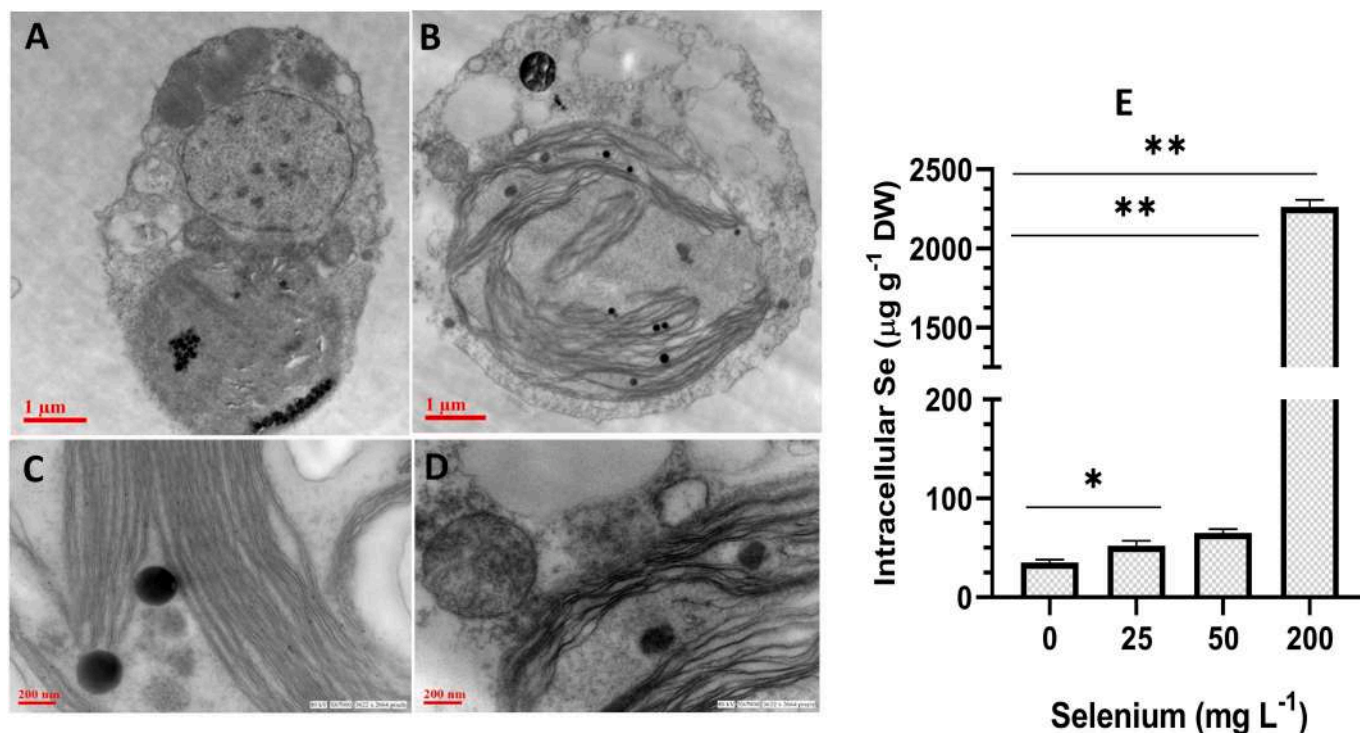 A
1 µm
B
1 µm
C
200 nm
D
200 nm
E
**
**
*
2500
2000
1500
200
100
0
Intracellular Se (µg g⁻¹ DW)
0 25 50 200
Selenium (mg L⁻¹)